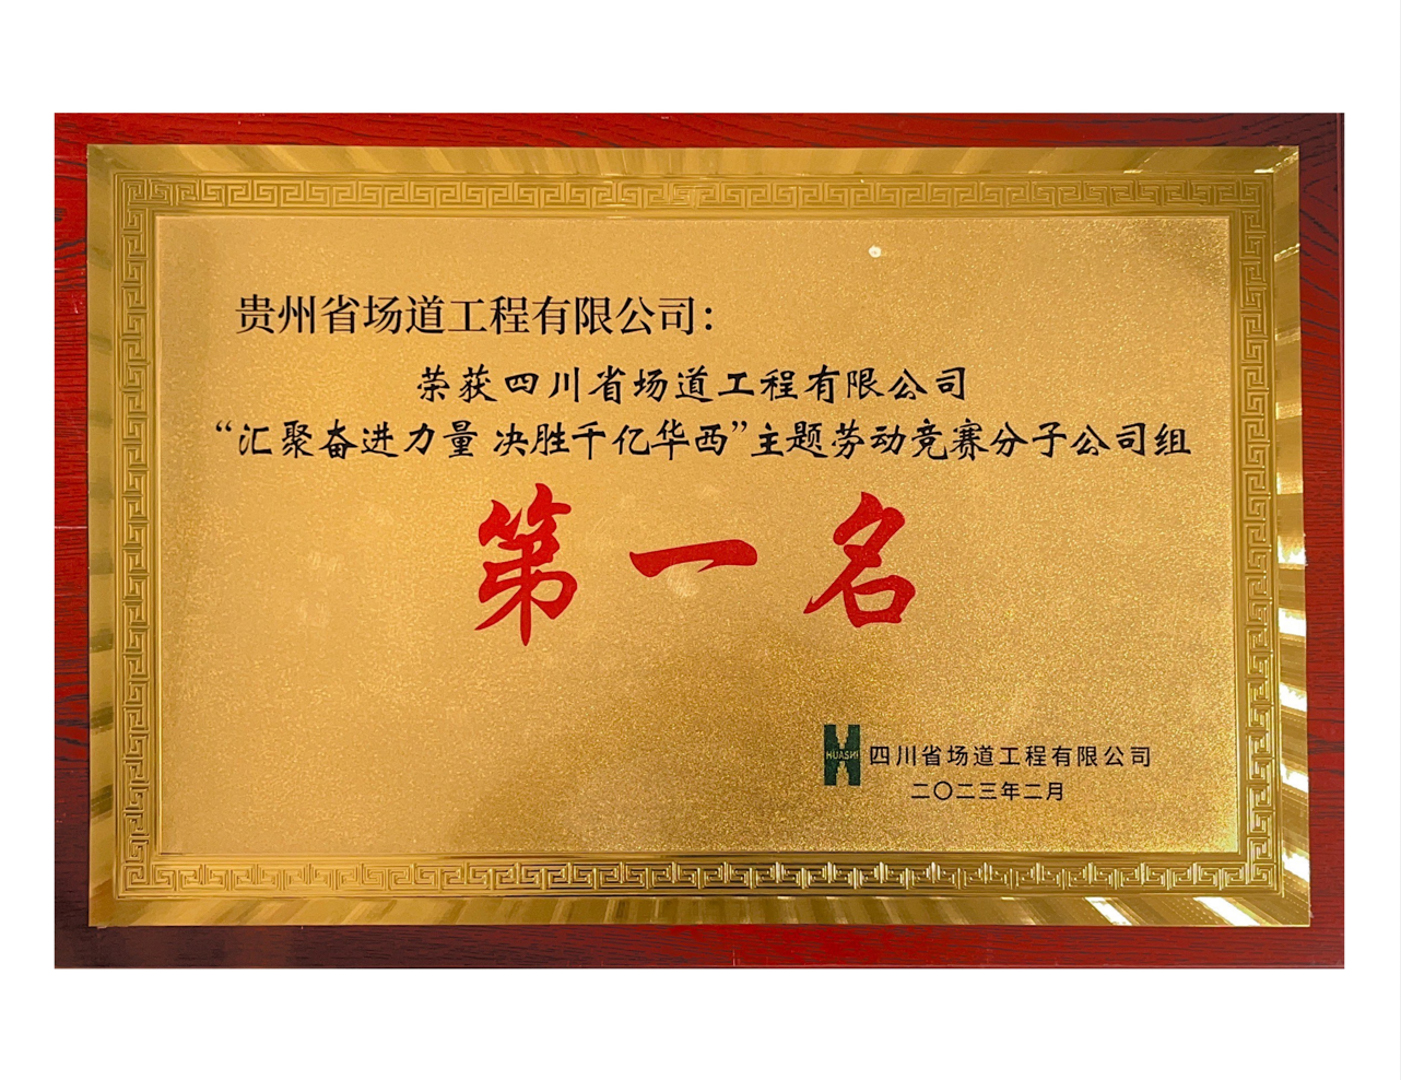 贵州省场道工程有限公司：
荣获四川省场道工程有限公司
“汇聚奋进力量 决胜千亿华西”主题劳动竞赛分子公司组
第一名
HUASHI
四川省场道工程有限公司
二〇二三年二月